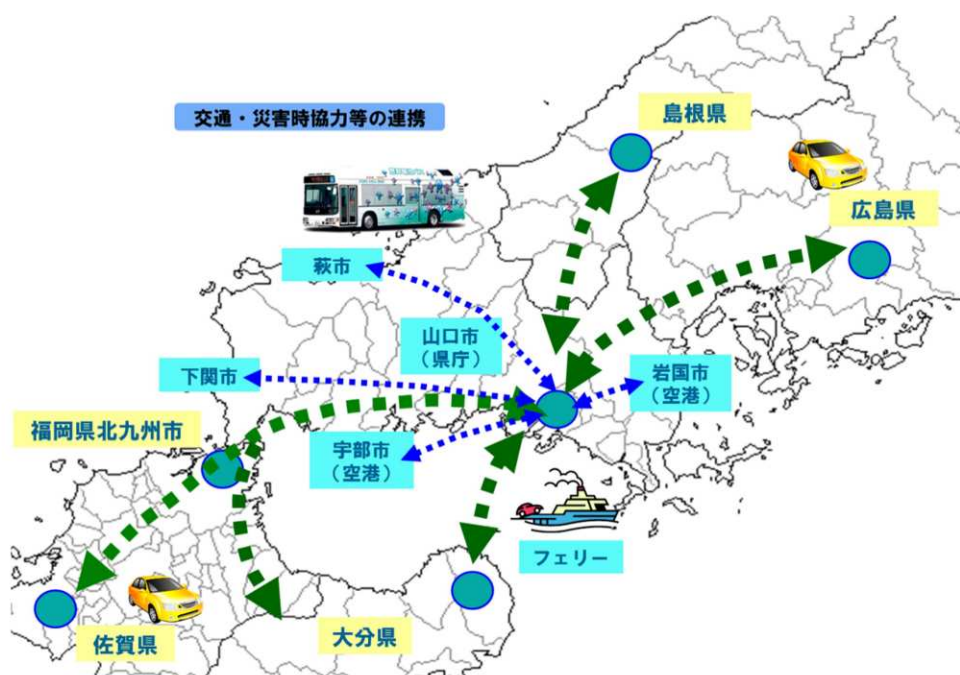 交通・災害時協力等の連携
島根県
広島県
萩市
山口市
（県庁）
下関市
岩国市
（空港）
福岡県北九州市
宇部市
（空港）
フェリー
佐賀県
大分県